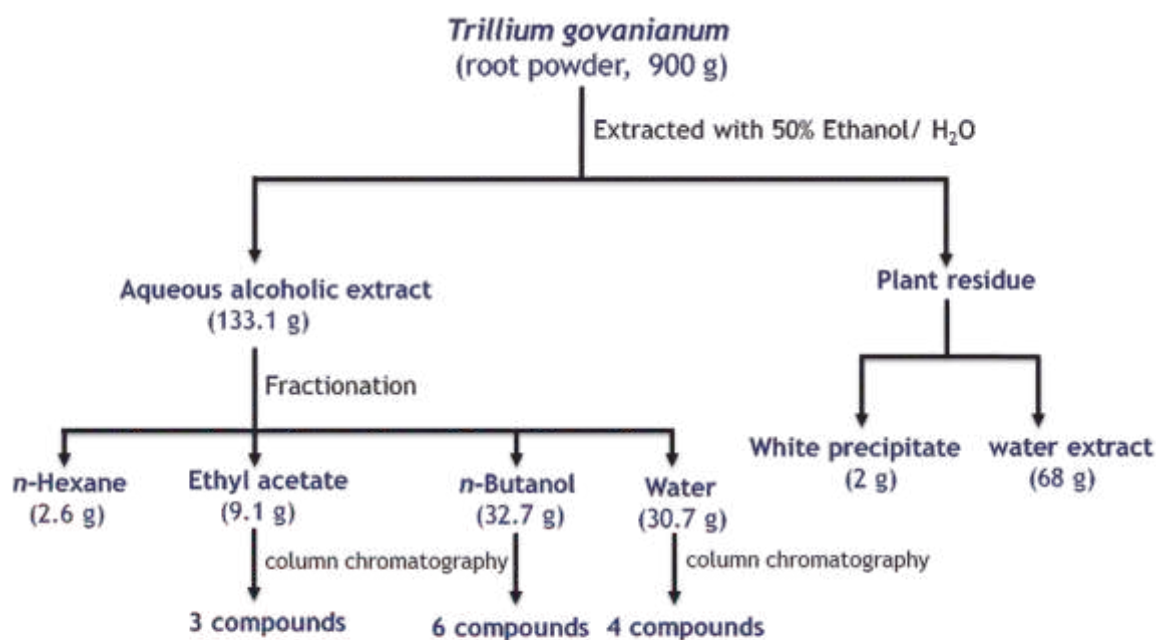 Trillium govanianum
(root powder, 900 g)
Extracted with 50% Ethanol/ H₂O
Aqueous alcoholic extract
(133.1 g)
Plant residue
Fractionation
n-Hexane
(2.6 g)
Ethyl acetate
(9.1 g)
n-Butanol
(32.7 g)
Water
(30.7 g)
White precipitate
(2 g)
water extract
(68 g)
column chromatography
column chromatography
3 compounds
6 compounds
4 compounds